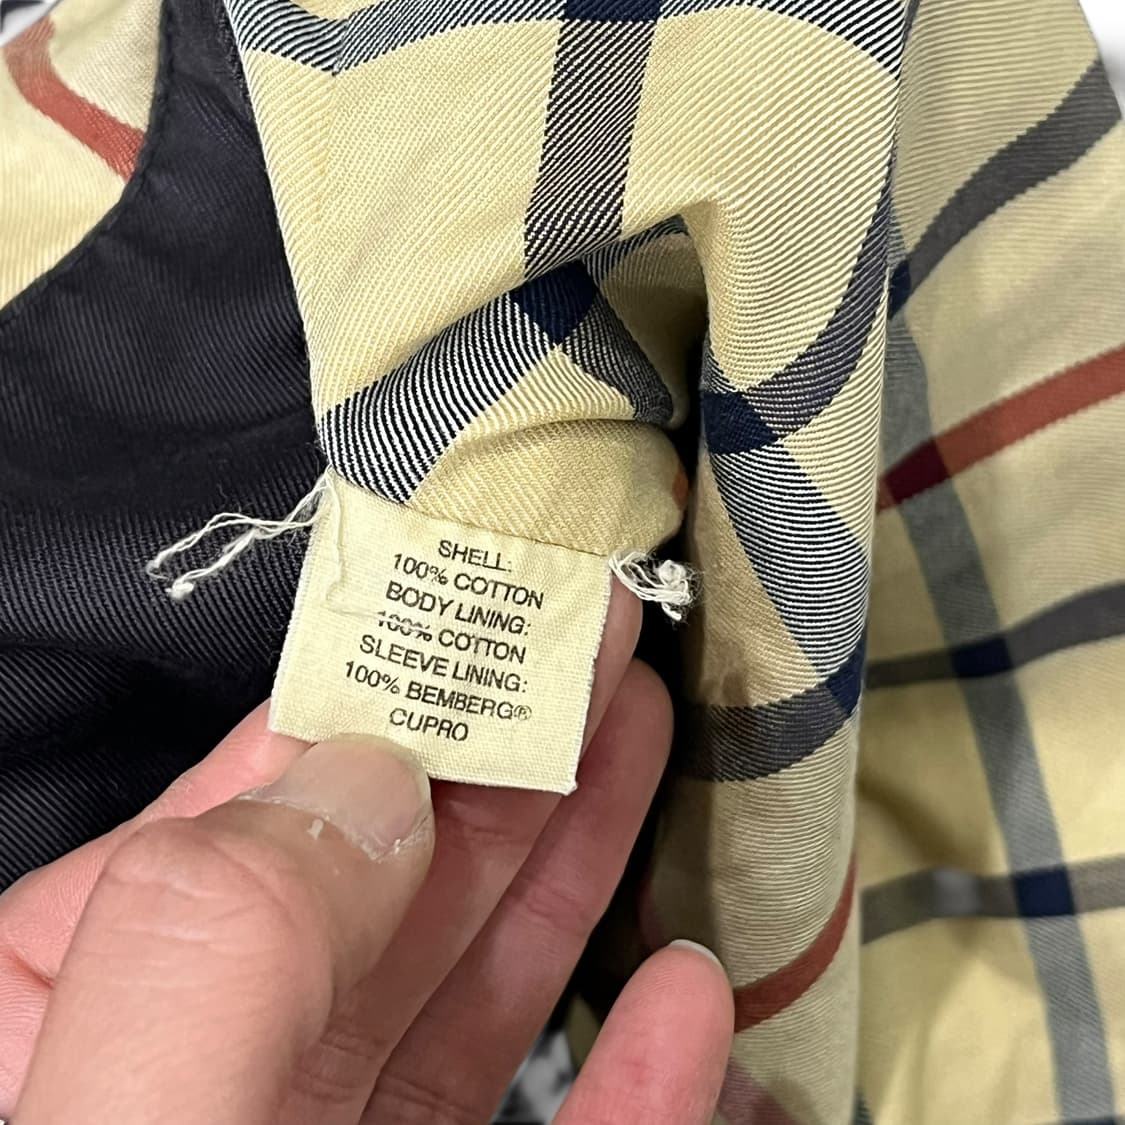 SHELL:
100% COTTON
BODY LINING:
100% COTTON
SLEEVE LINING:
100% BEMBERG®
CUPRO